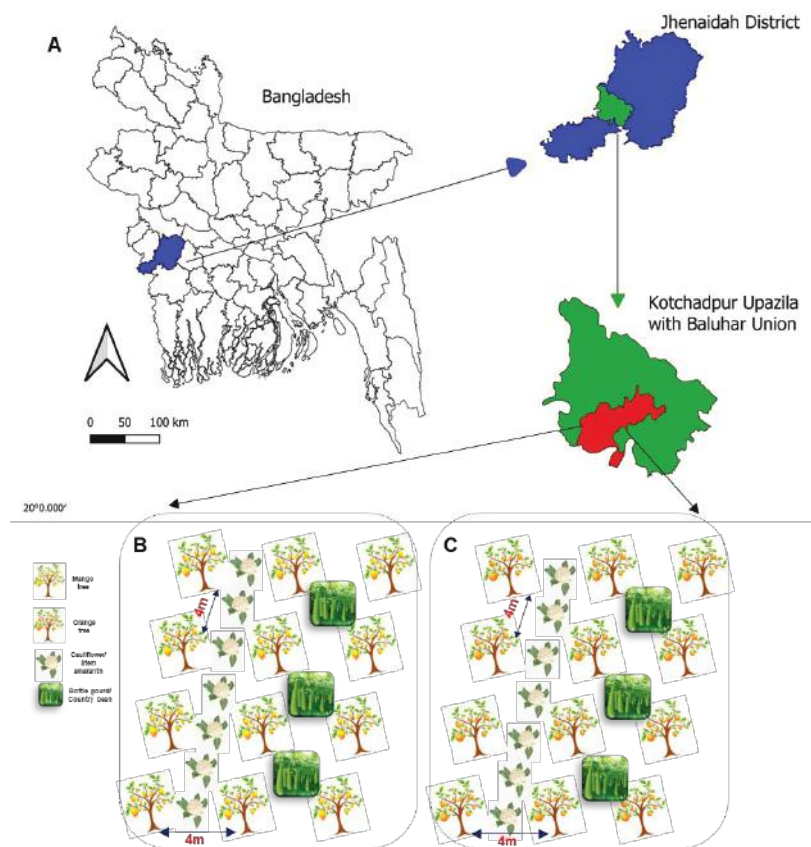 Jhenaidah District
A
Bangladesh
Kotchadpur Upazila
with Baluhar Union
0 50 100 km
20°0.000′
B
C
Mango
tree
Orange
tree
Cauliflower/
Stem
amaranth
Bottle gourd/
Country bean
4m
4m
4m
4m